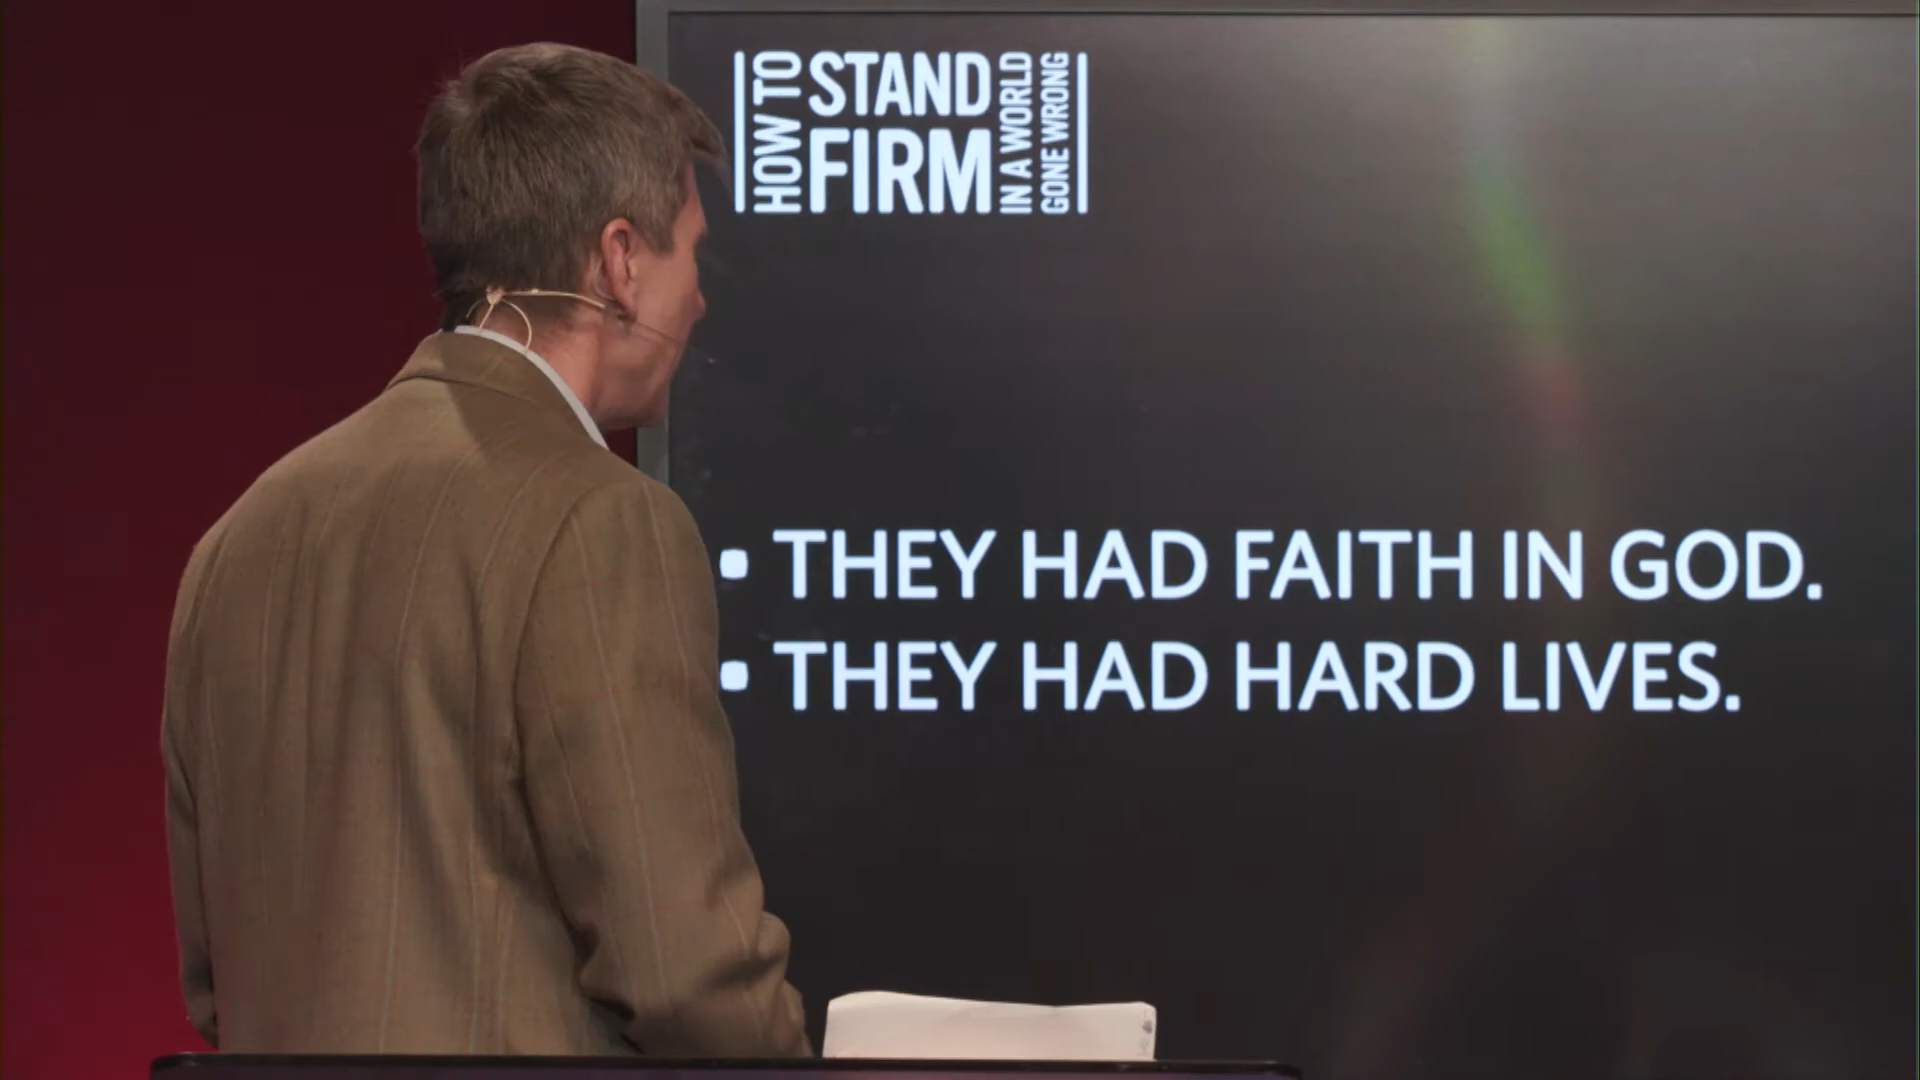 HOW TO
STAND
FIRM
IN A WORLD
GONE WRONG
▪ THEY HAD FAITH IN GOD.
▪ THEY HAD HARD LIVES.